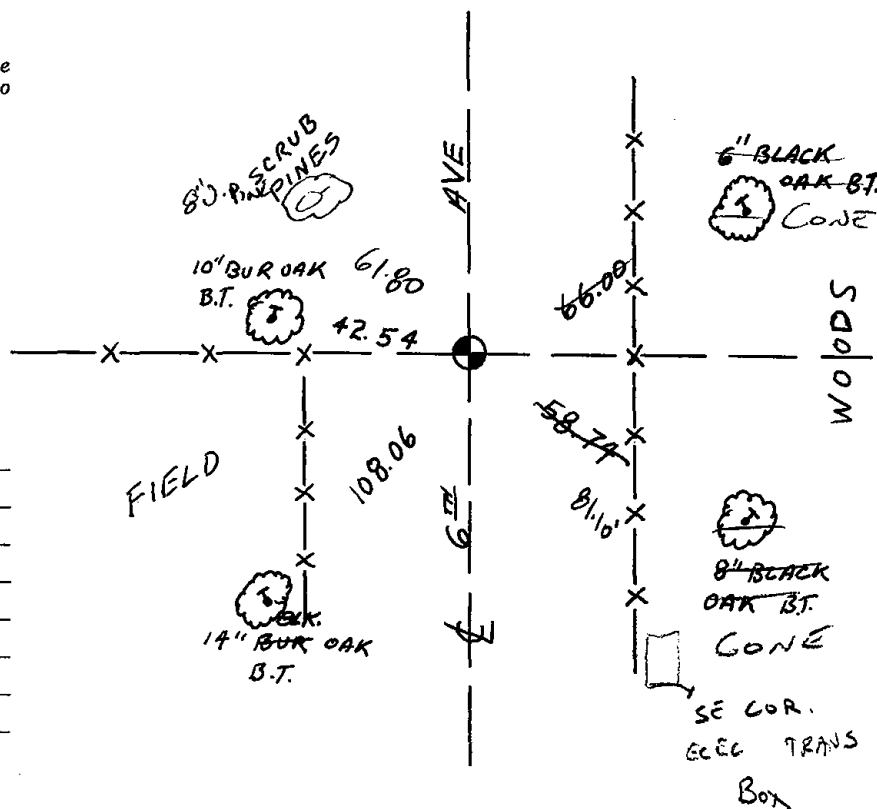 e
o
SCRUB
PINES
8" J. Pine
AVE
6" BLACK
OAK B.T.
GONE
10" BUR OAK
B.T.
61.80
66.00
42.54
WOODS
58.74
FIELD
108.06
6TH
81.10'
8" BLACK
OAK B.T.
GONE
BLK.
14" BUR OAK
B.T.
℄
SE COR.
ELEC TRANS
Box